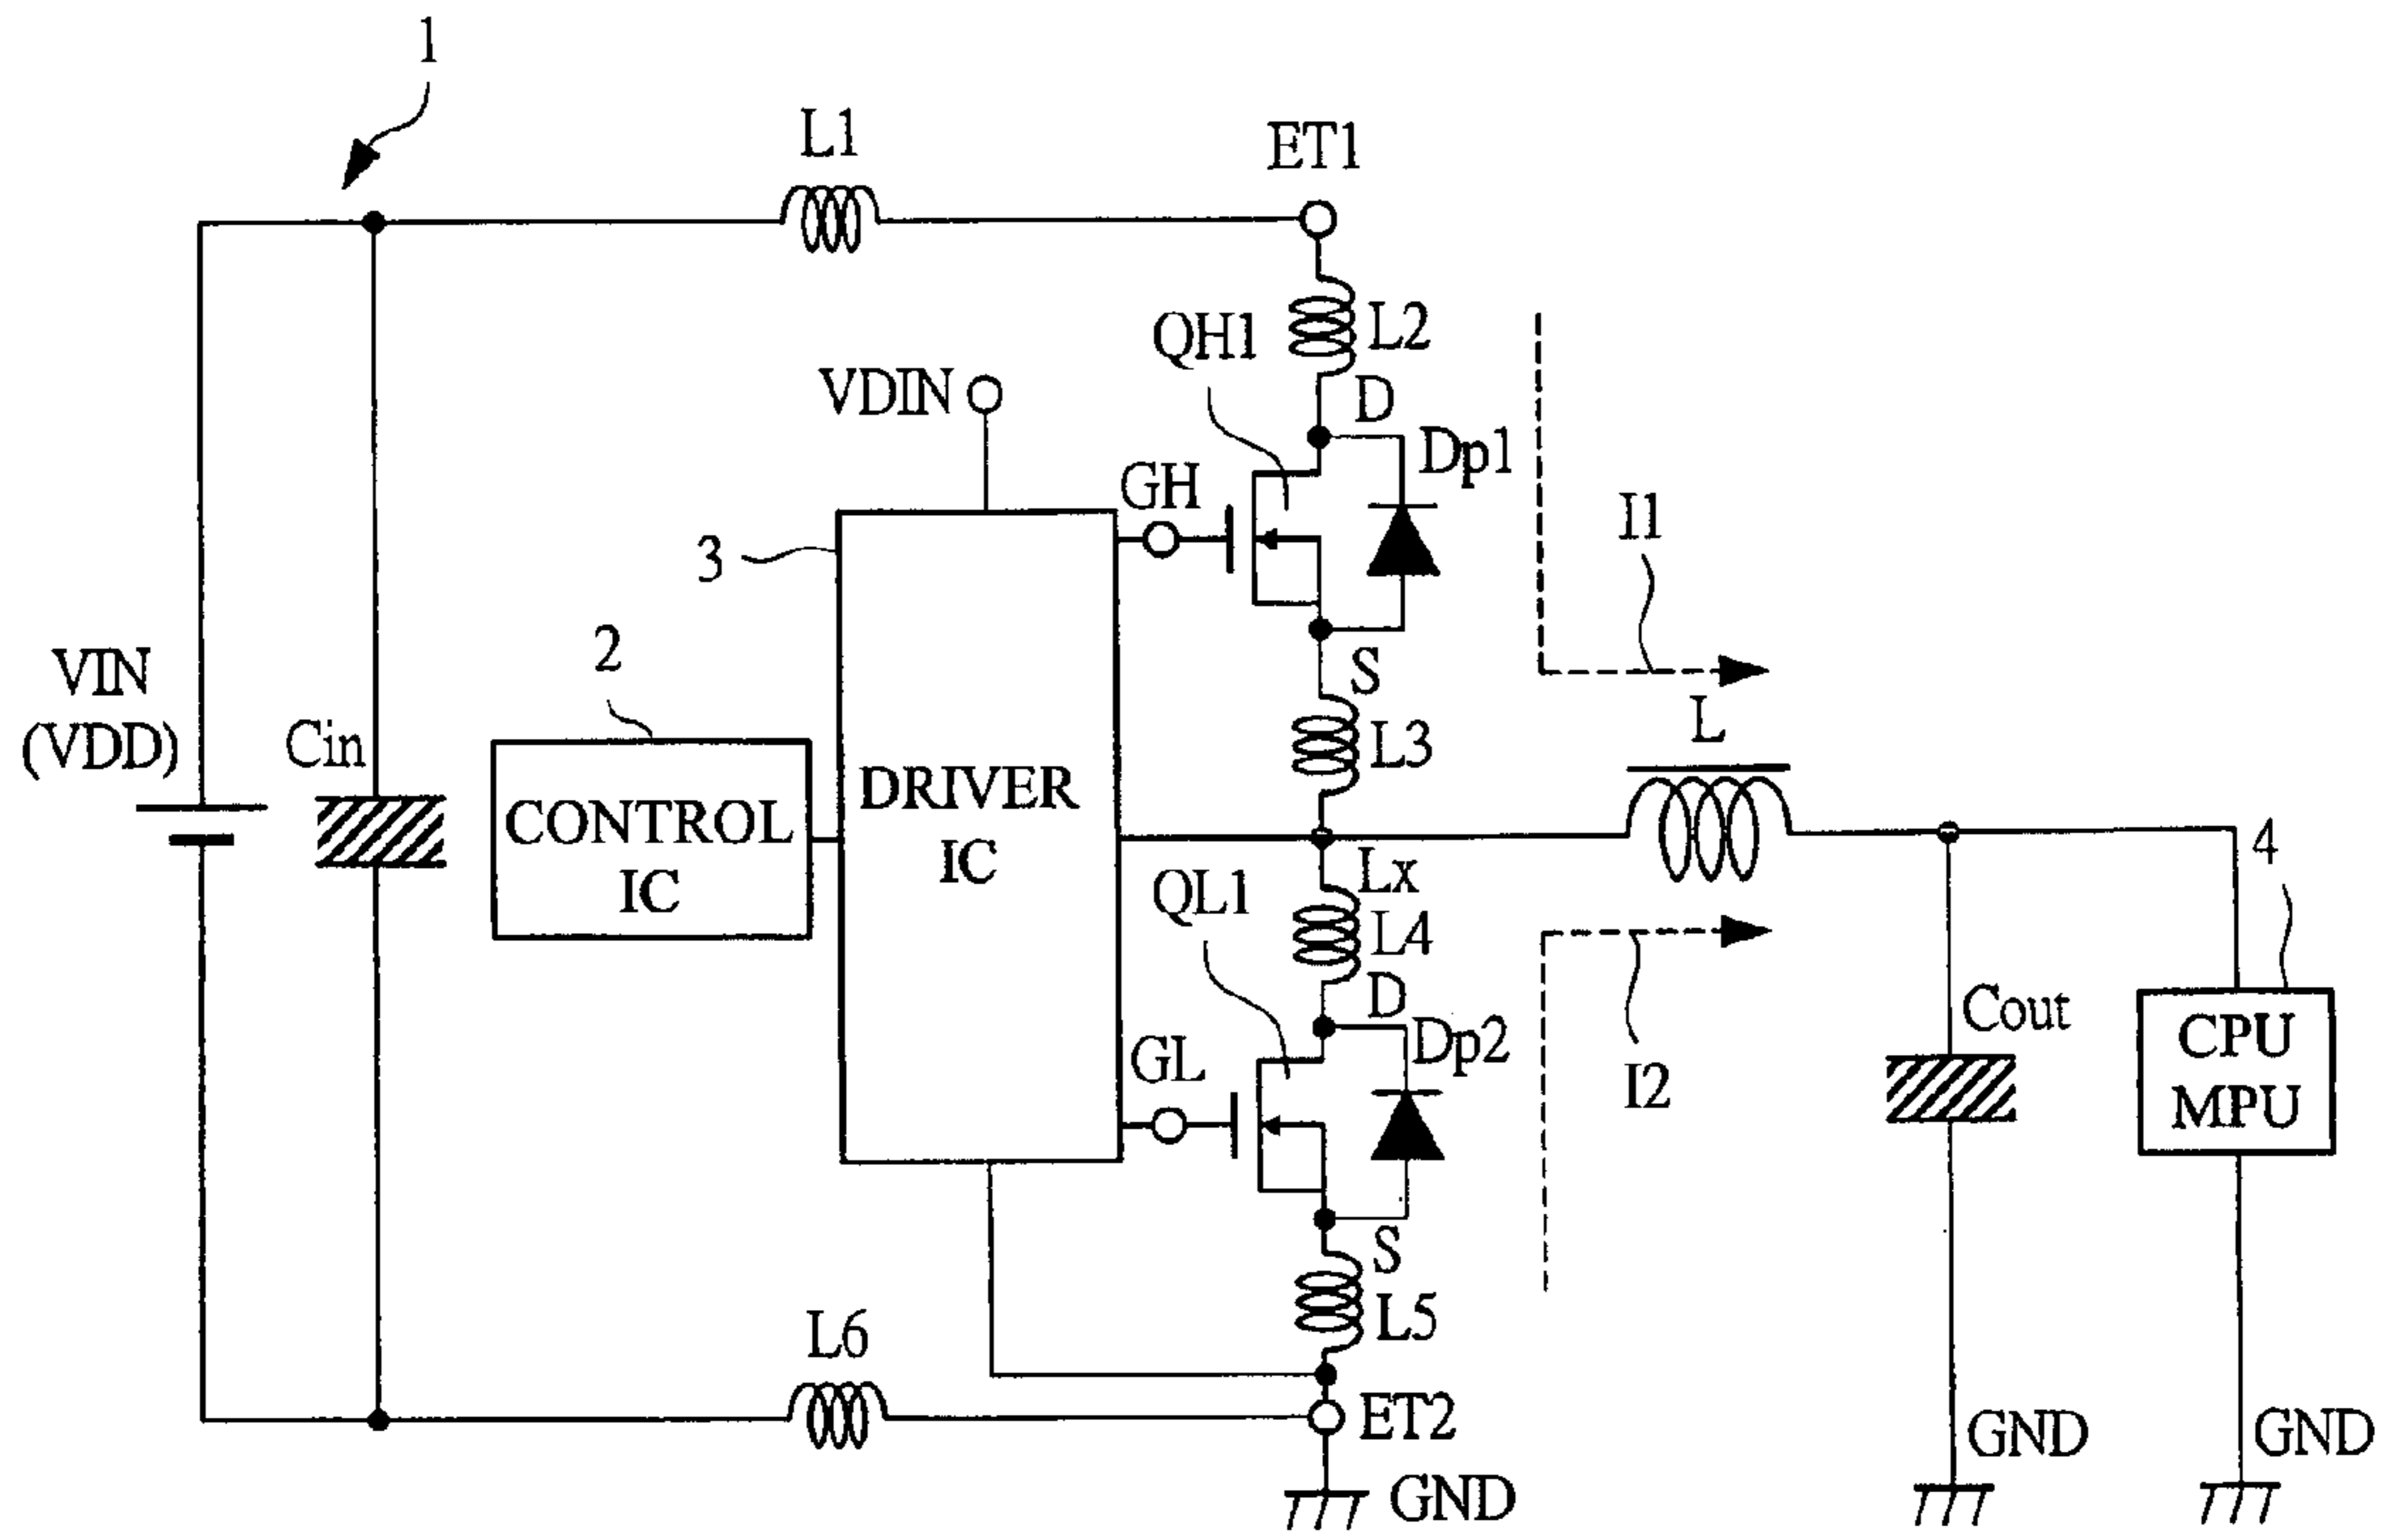 1
L1
ET1
QH1
L2
VDIN
D
Dp1
GH
I1
3
2
S
VIN
(VDD)
Cin
L3
L
CONTROL
IC
DRIVER
IC
Lx
QL1
L4
4
D
Cout
Dp2
GL
I2
CPU
MPU
S
L5
L6
ET2
GND
GND
GND